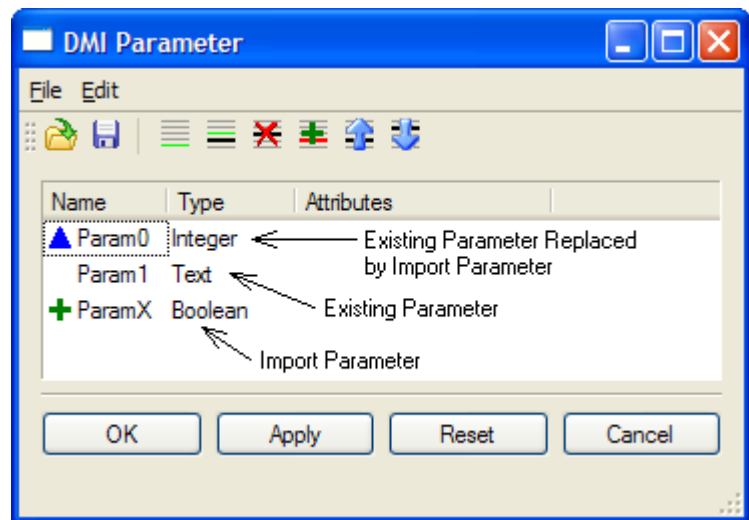 DMI Parameter
File Edit
Name Type Attributes
Param0 Integer Existing Parameter Replaced
by Import Parameter
Param1 Text
Existing Parameter
ParamX Boolean
Import Parameter
OK Apply Reset Cancel